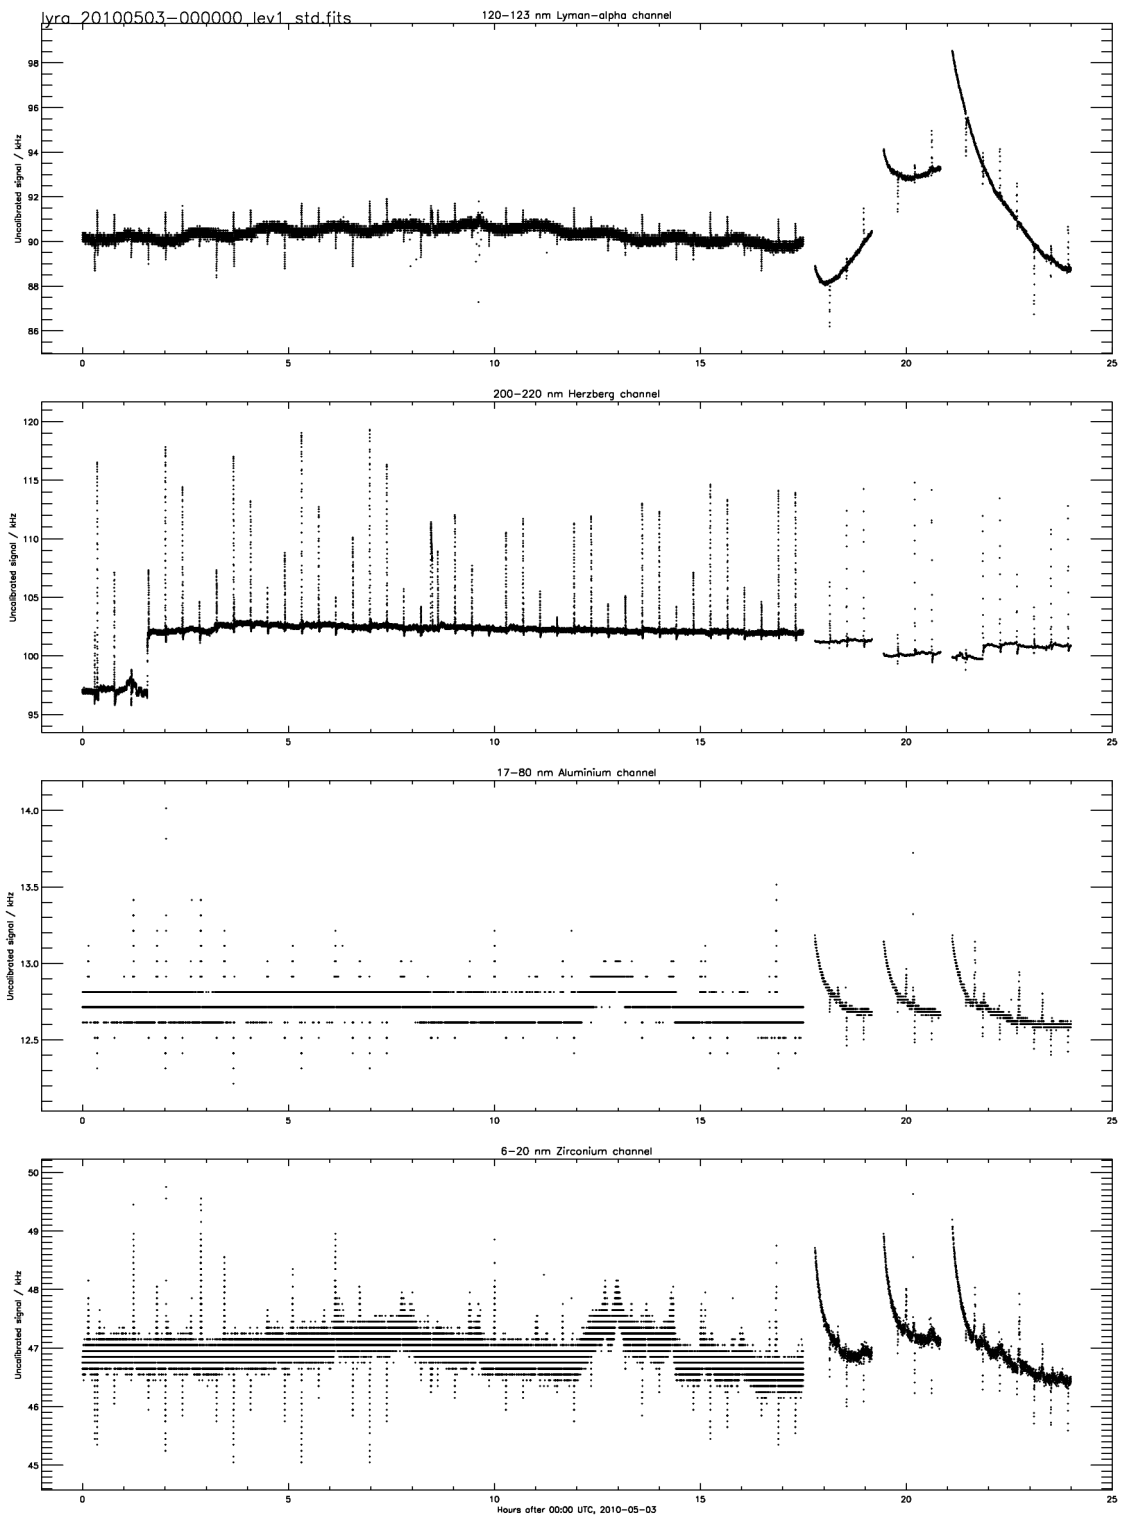 lyra_20100503-000000_lev1_std.fits
120-123 nm Lyman-alpha channel
Uncalibrated signal / kHz
98
96
94
92
90
88
86
0 5 10 15 20 25
200-220 nm Herzberg channel
Uncalibrated signal / kHz
120
115
110
105
100
95
0 5 10 15 20 25
17-80 nm Aluminium channel
Uncalibrated signal / kHz
14.0
13.5
13.0
12.5
0 5 10 15 20 25
6-20 nm Zirconium channel
Uncalibrated signal / kHz
50
49
48
47
46
45
0 5 10 15 20 25
Hours after 00:00 UTC, 2010-05-03